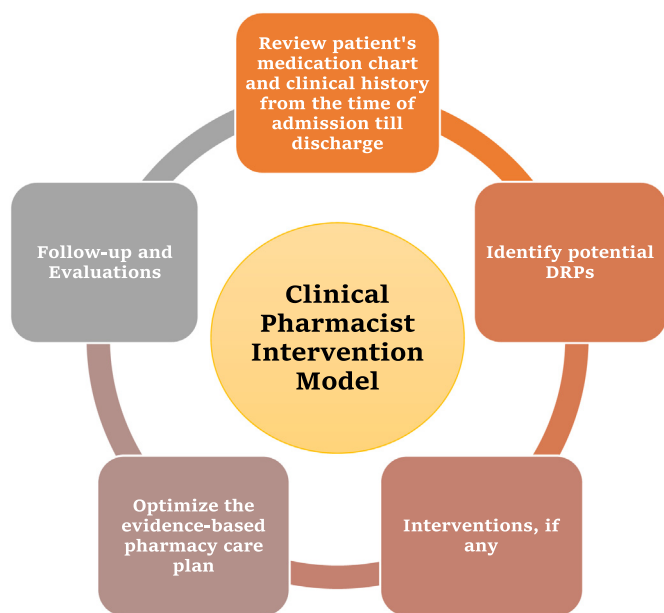 Review patient's
medication chart
and clinical history
from the time of
admission till
discharge
Identify potential
DRPs
Interventions, if
any
Optimize the
evidence-based
pharmacy care
plan
Follow-up and
Evaluations
Clinical
Pharmacist
Intervention
Model